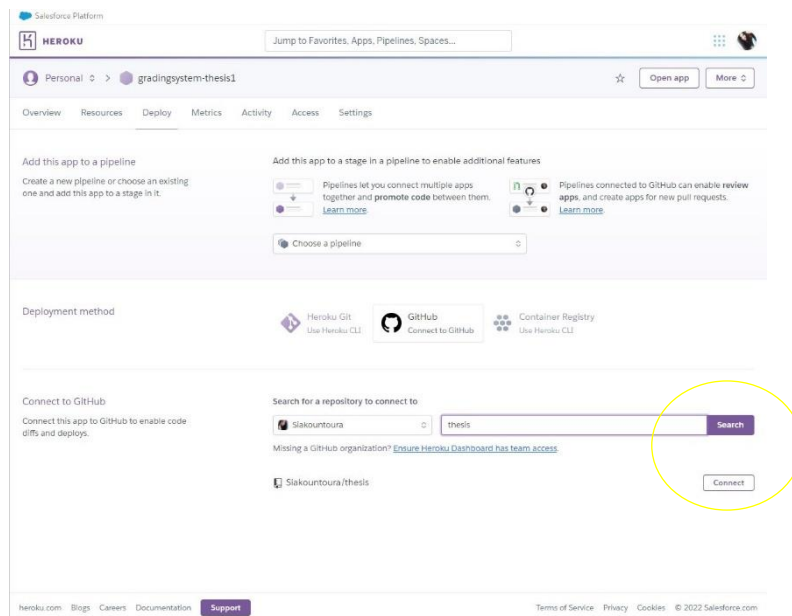 Salesforce Platform
HEROKU
Jump to Favorites, Apps, Pipelines, Spaces...
Personal > gradingsystem-thesis1
Open app
More
Overview Resources Deploy Metrics Activity Access Settings
Add this app to a pipeline
Create a new pipeline or choose an existing
one and add this app to a stage in it.
Add this app to a stage in a pipeline to enable additional features
Pipelines let you connect multiple apps
together and promote code between them.
Learn more.
Pipelines connected to GitHub can enable review
apps, and create apps for new pull requests.
Learn more.
Choose a pipeline
Deployment method
Heroku Git
Use Heroku CLI
GitHub
Connect to GitHub
Container Registry
Use Heroku CLI
Connect to GitHub
Connect this app to GitHub to enable code
diffs and deploys.
Search for a repository to connect to
Slakountoura
thesis
Search
Missing a GitHub organization? Ensure Heroku Dashboard has team access.
Slakountoura/thesis
Connect
heroku.com Blogs Careers Documentation Support
Terms of Service Privacy Cookies © 2022 Salesforce.com